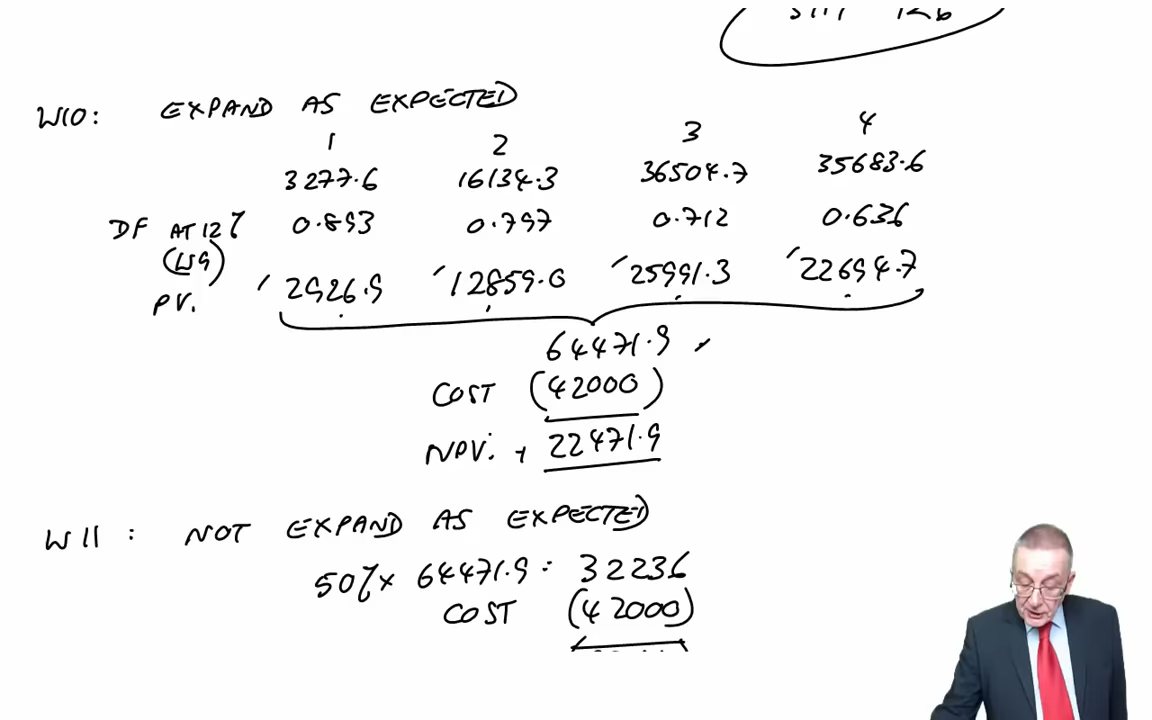 W10: EXPAND AS EXPECTED
1 2 3 4
3277.6 16134.3 36504.7 35683.6
DF AT 12% 0.893 0.797 0.712 0.636
(W9)
PV. 2926.9 12859.0 25991.3 22694.7
64471.9
COST (42000)
NPV. + 22471.9
W11: NOT EXPAND AS EXPECTED
50% x 64471.9 = 32236
COST (42000)